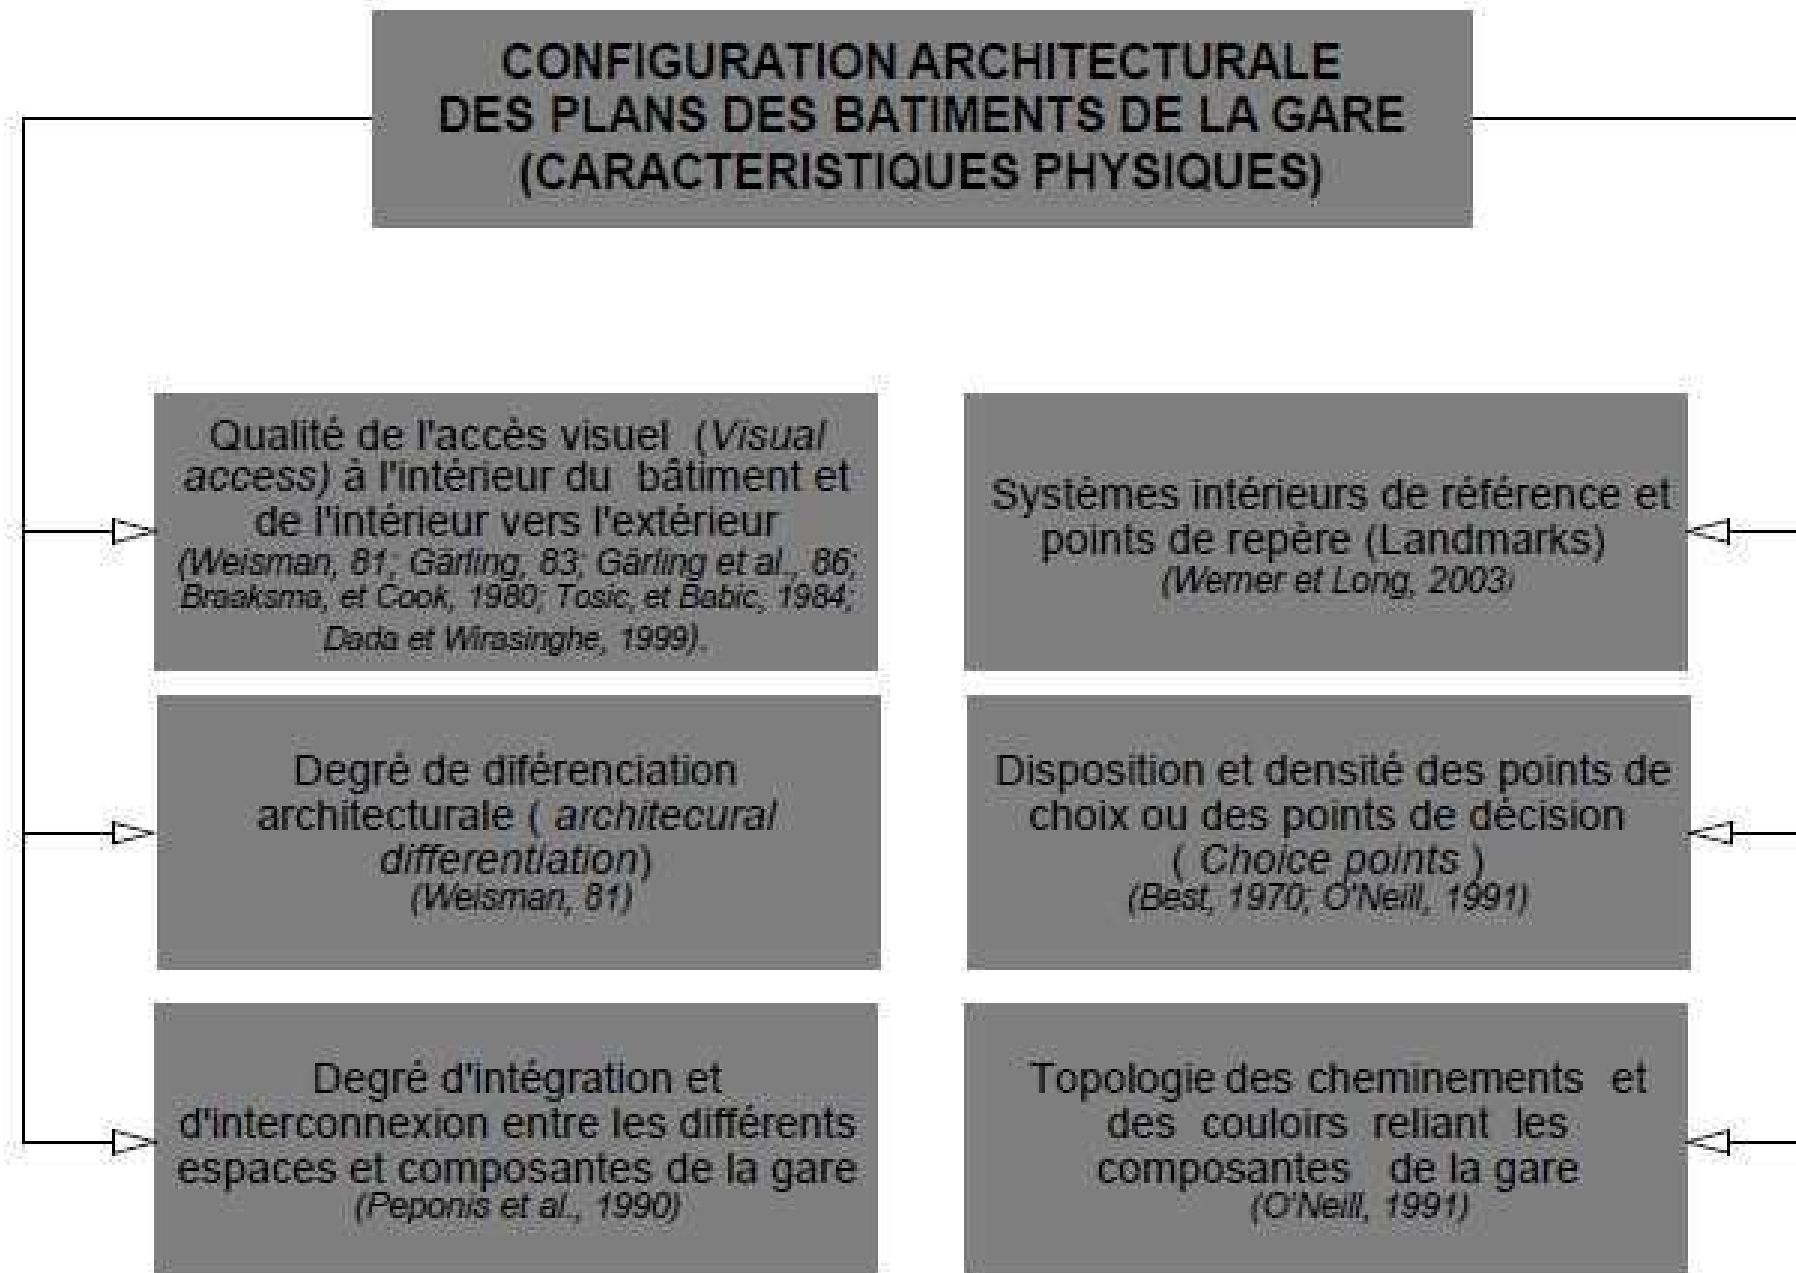 CONFIGURATION ARCHITECTURALE
DES PLANS DES BATIMENTS DE LA GARE
(CARACTERISTIQUES PHYSIQUES)
Qualité de l'accès visuel (Visual
access) à l'intérieur du bâtiment et
de l'intérieur vers l'extérieur
(Weisman, 81; Gärling, 83; Gärling et al., 86;
Braaksma, et Cook, 1980; Tosic, et Babic, 1984;
Dada et Wirasinghe, 1999).
Degré de diférenciation
architecturale ( architecural
differentiation)
(Weisman, 81)
Degré d'intégration et
d'interconnexion entre les différents
espaces et composantes de la gare
(Peponis et al., 1990)
Systèmes intérieurs de référence et
points de repère (Landmarks)
(Werner et Long, 2003)
Disposition et densité des points de
choix ou des points de décision
( Choice points )
(Best, 1970; O'Neill, 1991)
Topologie des cheminements et
des couloirs reliant les
composantes de la gare
(O'Neill, 1991)